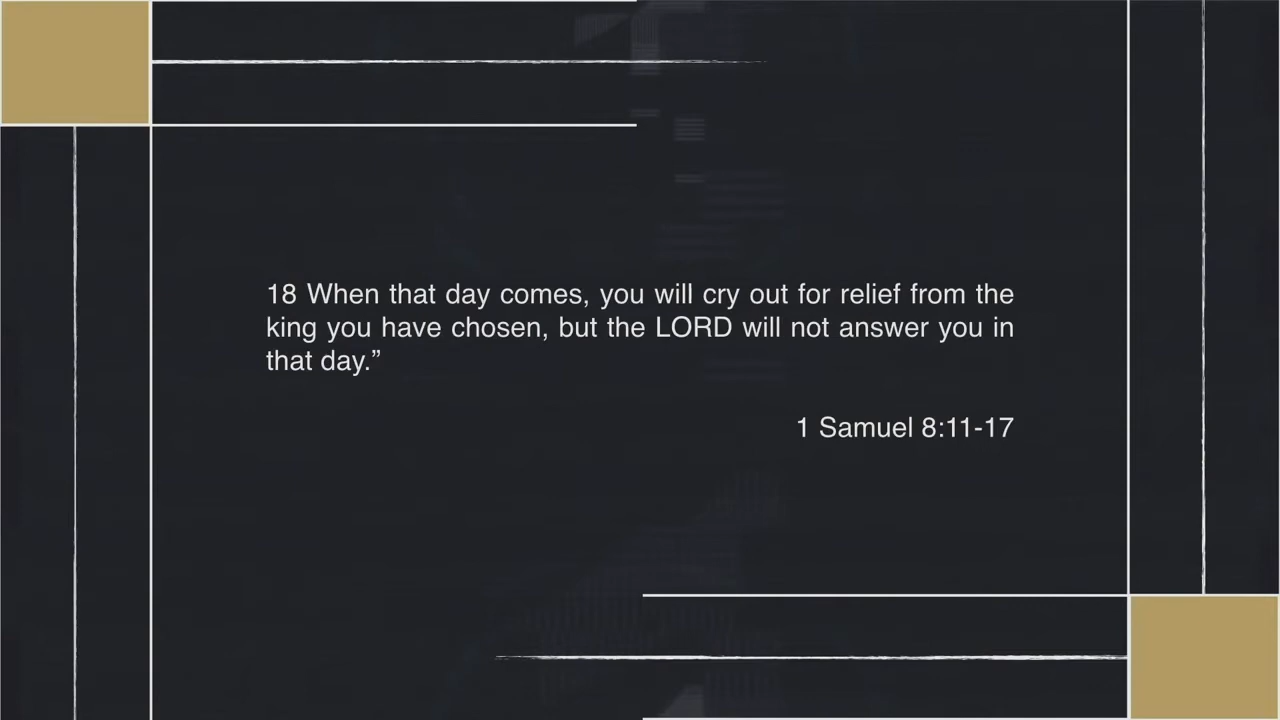 18 When that day comes, you will cry out for relief from the
king you have chosen, but the LORD will not answer you in
that day.”
1 Samuel 8:11-17